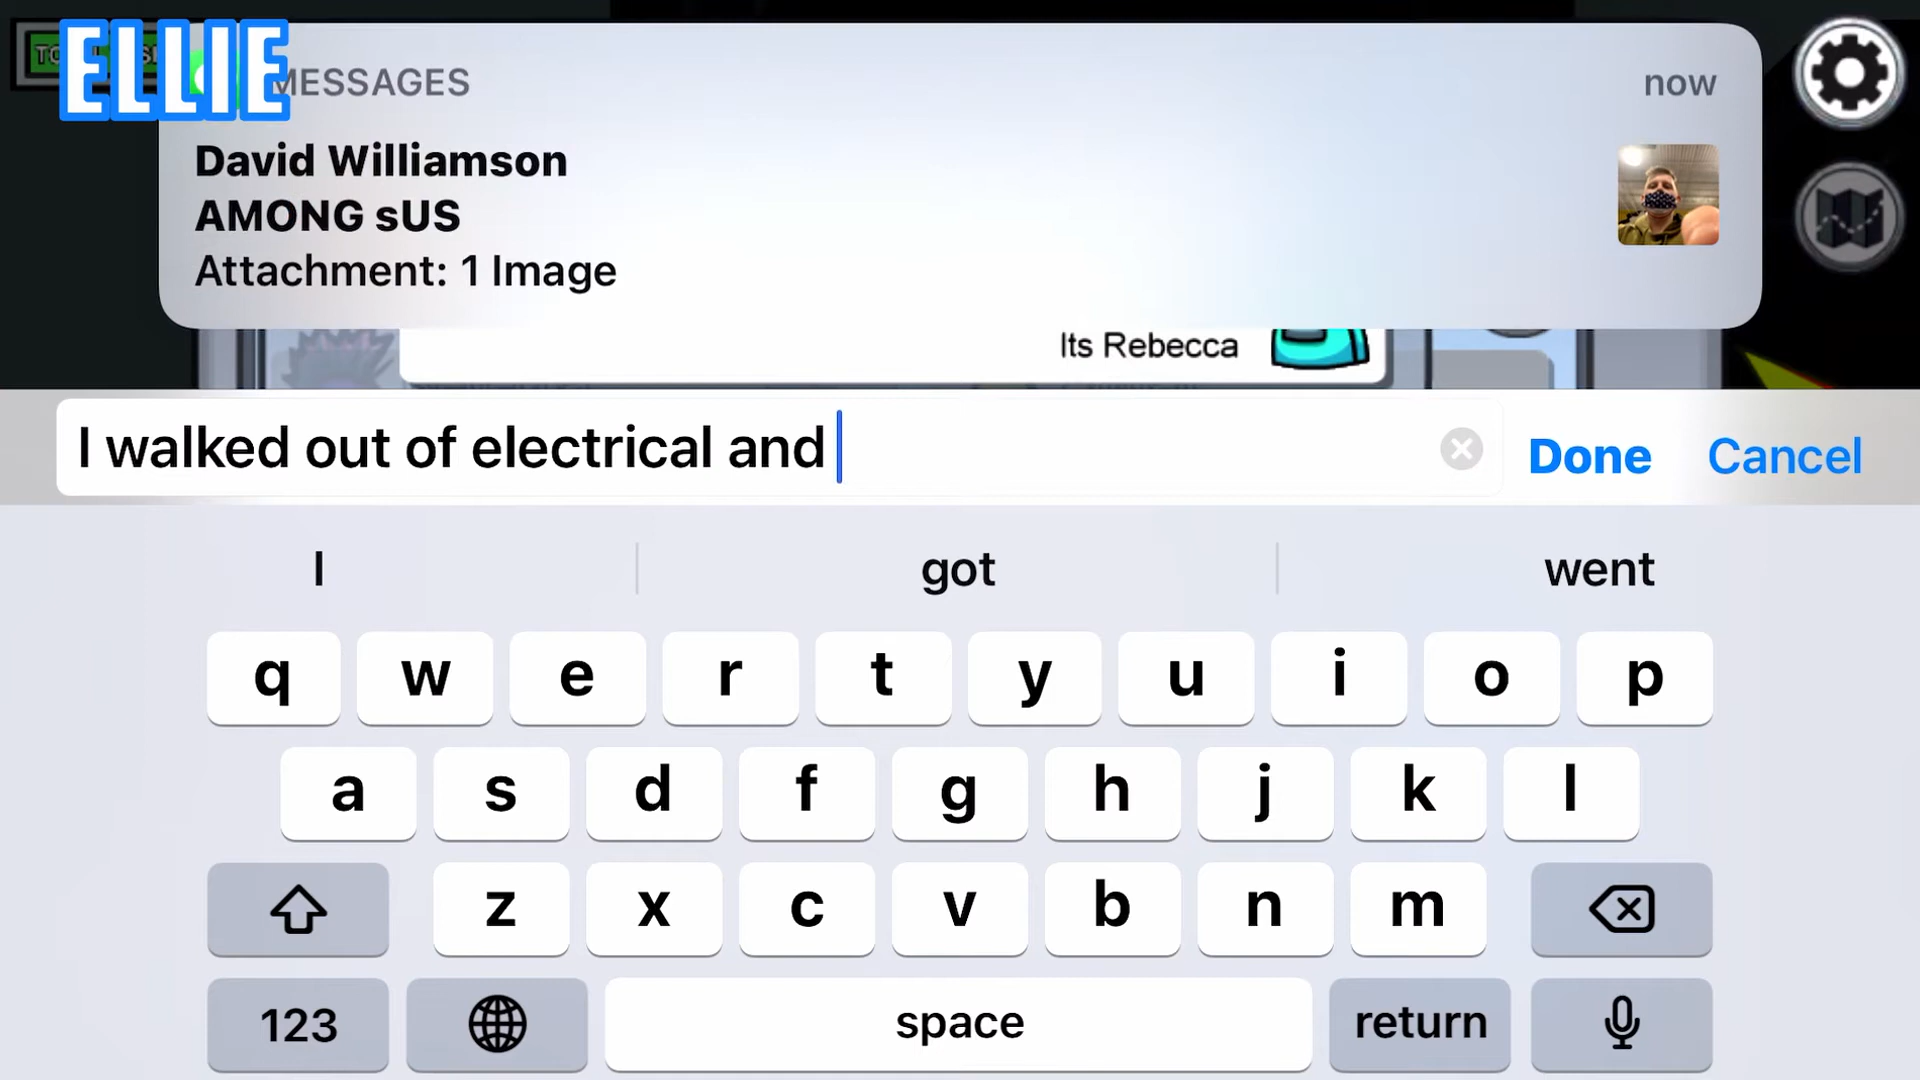 ELLIE
MESSAGES
now
David Williamson
AMONG sUS
Attachment: 1 Image
Its Rebecca
I walked out of electrical and
Done
Cancel
I
got
went
q w e r t y u i o p
a s d f g h j k l
z x c v b n m
123
space
return